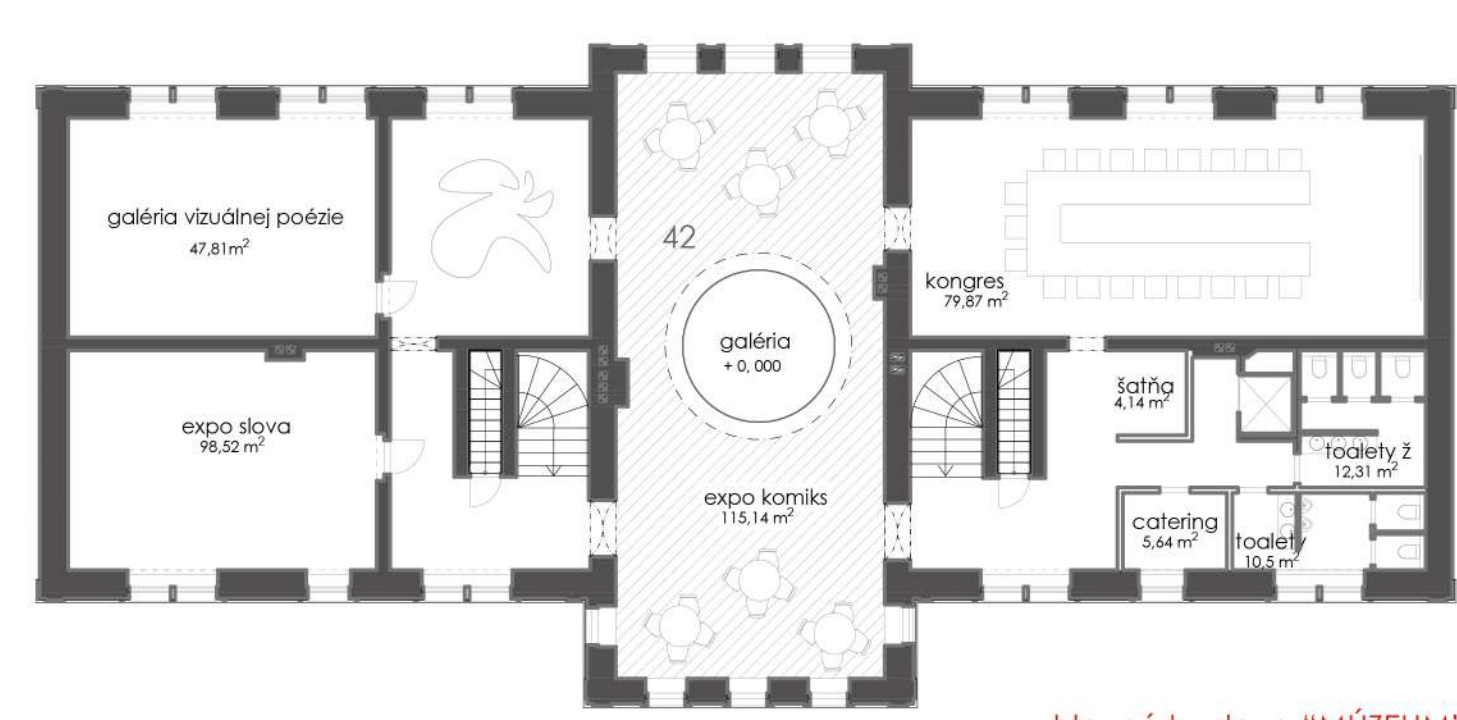 galéria vizuálnej poézie
47,81m²
42
kongres
79,87 m²
galéria
+ 0, 000
šatňa
4,14 m²
expo slova
98,52 m²
toalety ž
12,31 m²
expo komiks
115,14 m²
catering
5,64 m²
toalety
10,5 m²